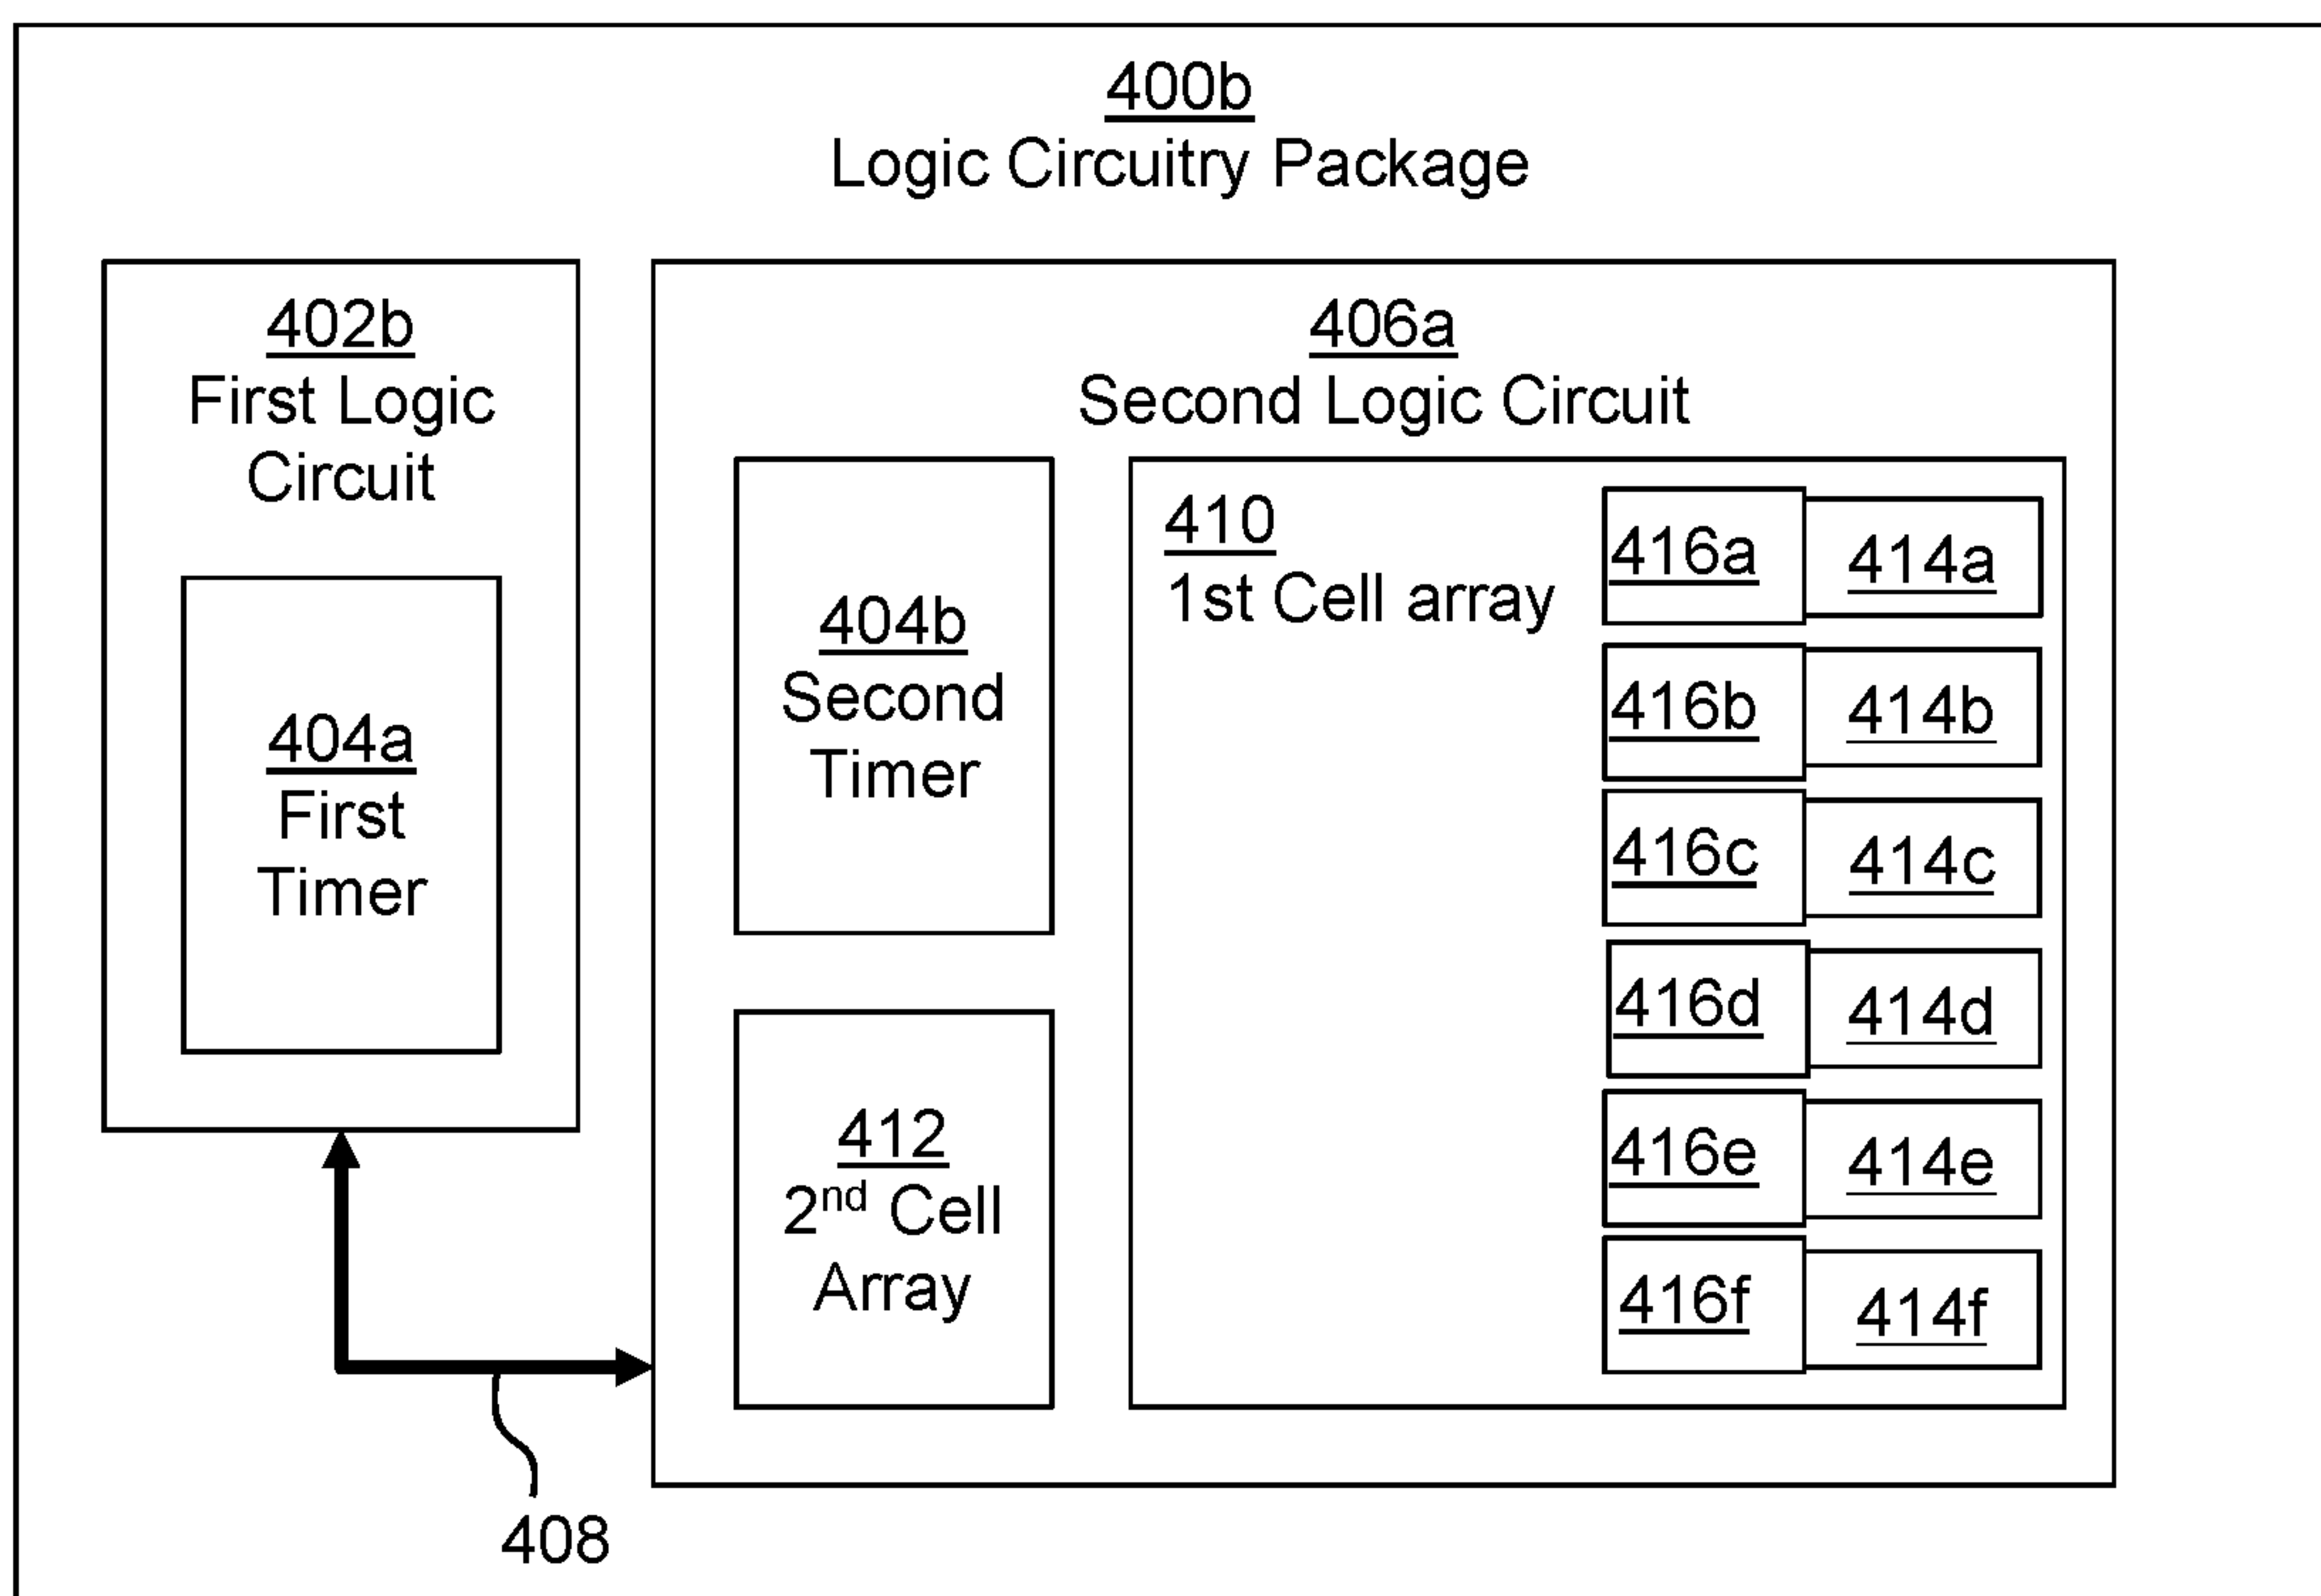 400b
Logic Circuitry Package
402b
First Logic
Circuit
404a
First
Timer
406a
Second Logic Circuit
404b
Second
Timer
412
2nd Cell
Array
410
1st Cell array
416a 414a
416b 414b
416c 414c
416d 414d
416e 414e
416f 414f
408